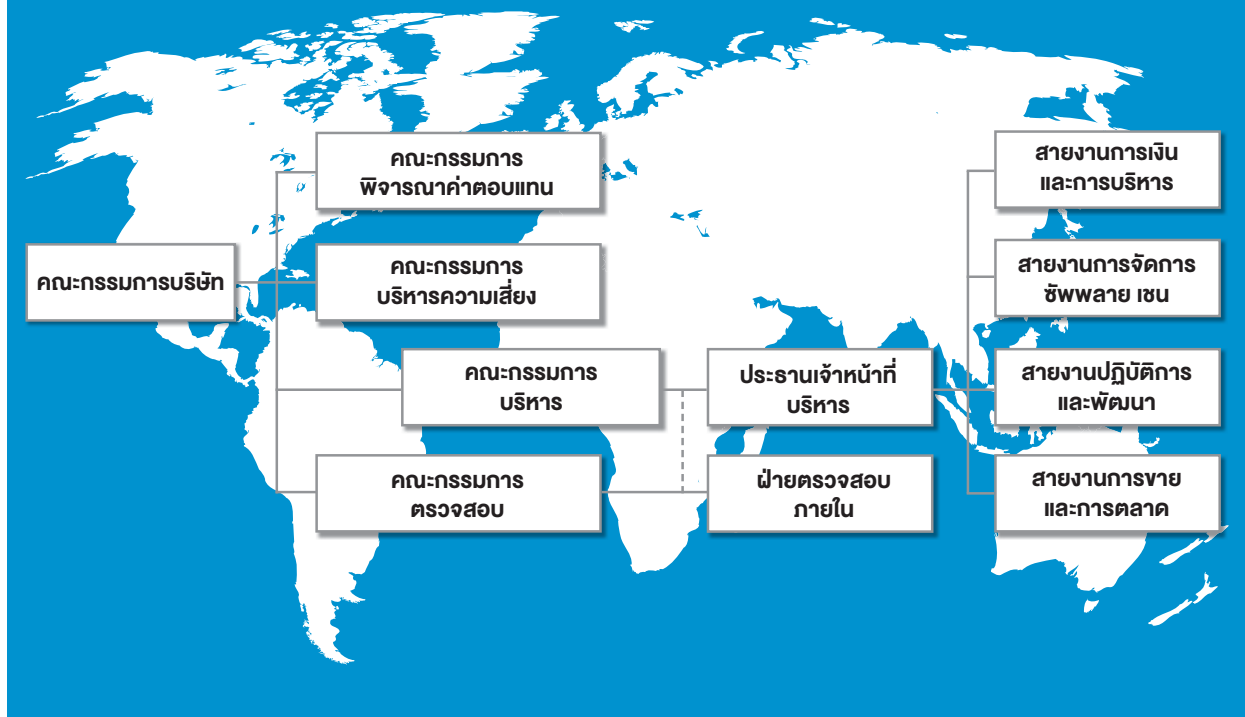 คณะกรรมการบริษัท
คณะกรรมการ
พิจารณาค่าตอบแทน
คณะกรรมการ
บริหารความเสี่ยง
คณะกรรมการ
บริหาร
คณะกรรมการ
ตรวจสอบ
ประธานเจ้าหน้าที่
บริหาร
ฝ่ายตรวจสอบ
ภายใน
สายงานการเงิน
และการบริหาร
สายงานการจัดการ
ซัพพลาย เชน
สายงานปฏิบัติการ
และพัฒนา
สายงานการขาย
และการตลาด